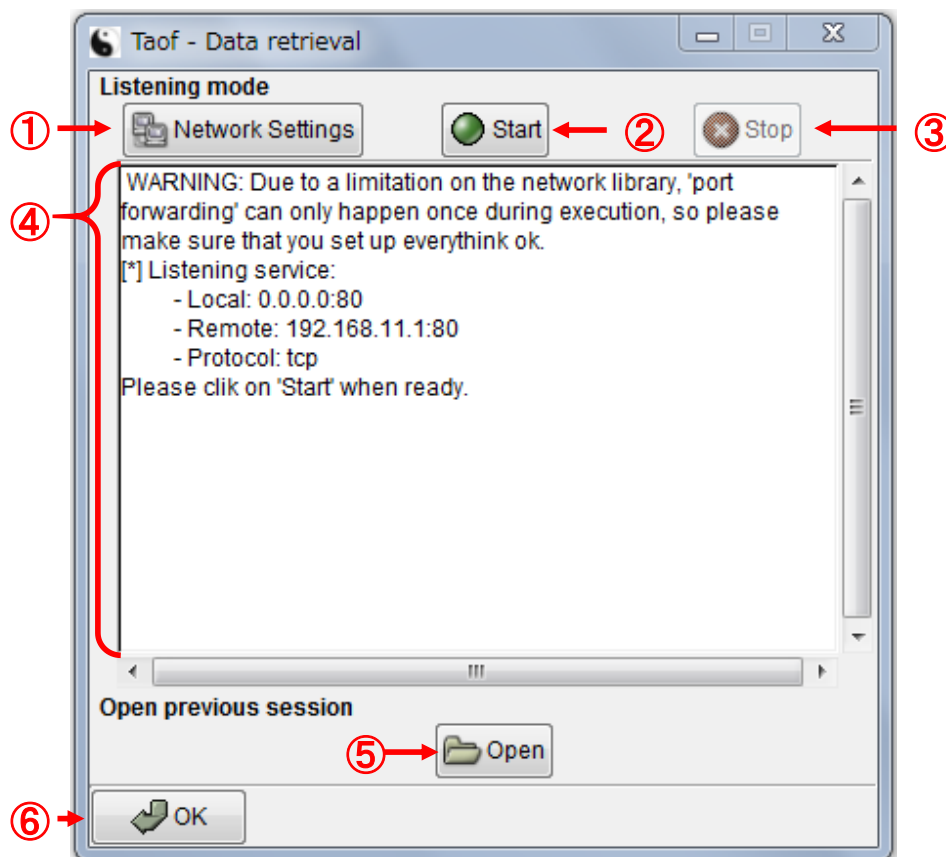 Taof - Data retrieval
Listening mode
① Network Settings Start ② Stop ③
④
WARNING: Due to a limitation on the network library, 'port
forwarding' can only happen once during execution, so please
make sure that you set up everythink ok.
[*] Listening service:
- Local: 0.0.0.0:80
- Remote: 192.168.11.1:80
- Protocol: tcp
Please clik on 'Start' when ready.
Open previous session
⑤ Open
⑥ OK